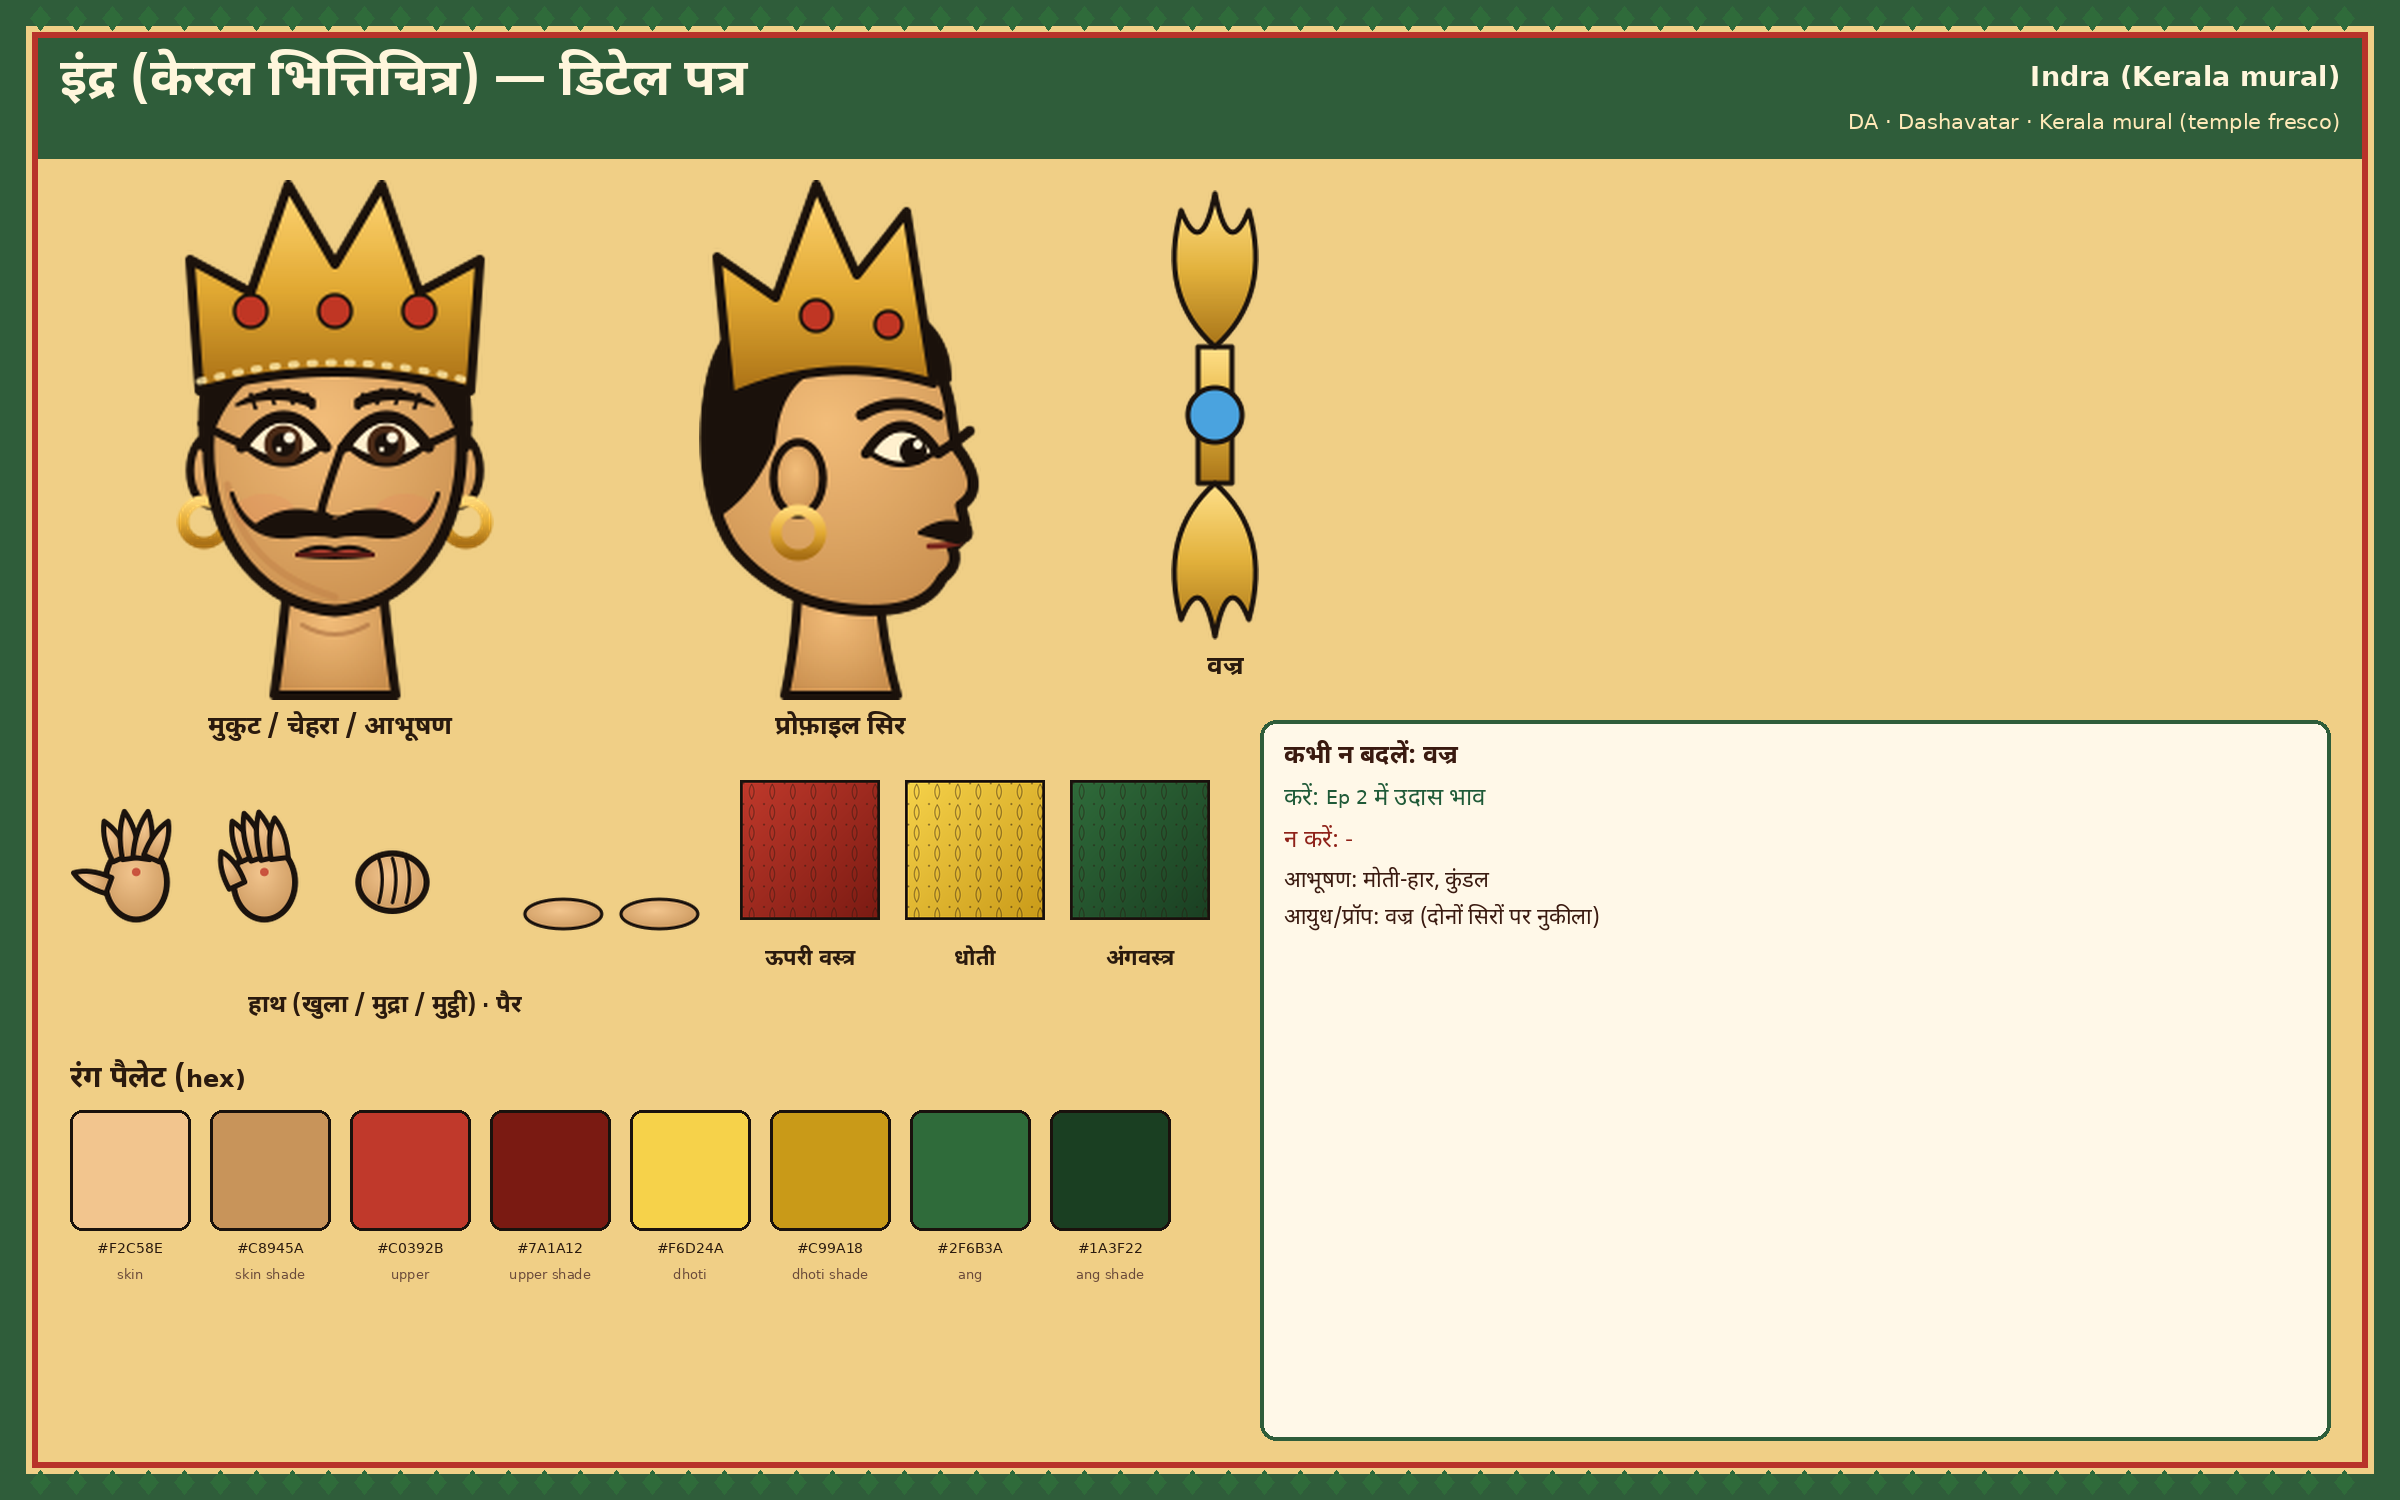 इंद्र (केरल भित्तिचित्र) — डिटेल पत्र
Indra (Kerala mural)
DA · Dashavatar · Kerala mural (temple fresco)
वज्र
मुकुट / चेहरा / आभूषण
प्रोफ़ाइल सिर
कभी न बदलें: वज्र
करें: Ep 2 में उदास भाव
न करें: -
आभूषण: मोती-हार, कुंडल
आयुध/प्रॉप: वज्र (दोनों सिरों पर नुकीला)
ऊपरी वस्त्र
धोती
अंगवस्त्र
हाथ (खुला / मुद्रा / मुट्ठी) · पैर
रंग पैलेट (hex)
#F2C58E
#C8945A
#C0392B
#7A1A12
#F6D24A
#C99A18
#2F6B3A
#1A3F22
skin
skin shade
upper
upper shade
dhoti
dhoti shade
ang
ang shade